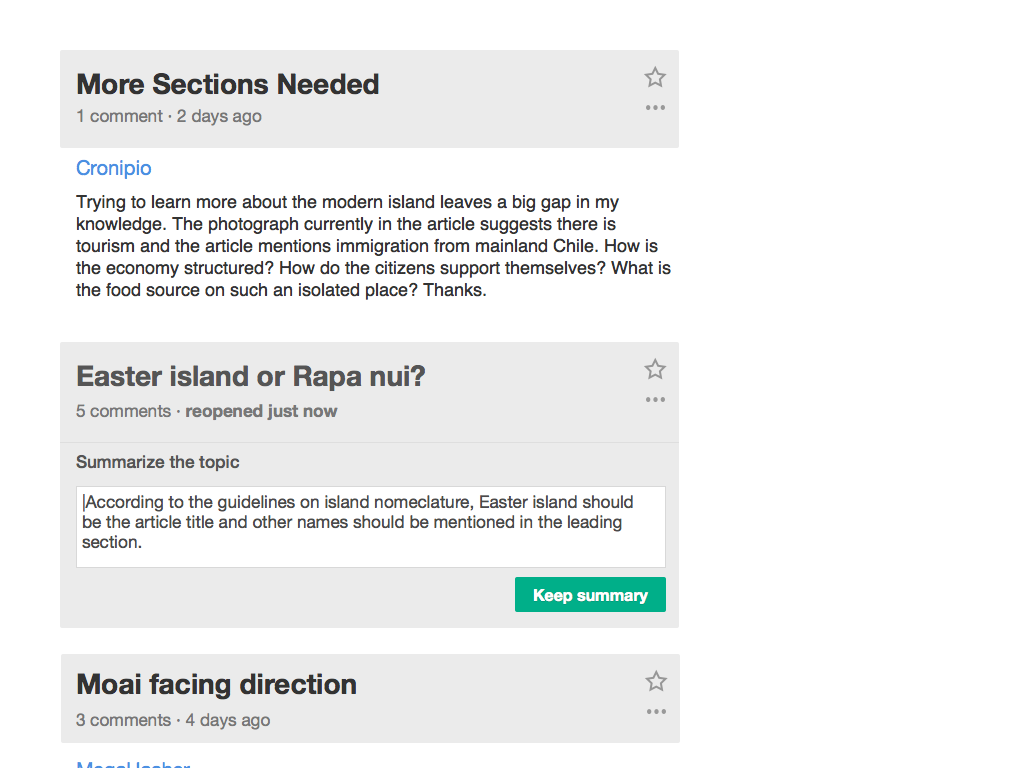 More Sections Needed
1 comment · 2 days ago
Cronipio
Trying to learn more about the modern island leaves a big gap in my
knowledge. The photograph currently in the article suggests there is
tourism and the article mentions immigration from mainland Chile. How is
the economy structured? How do the citizens support themselves? What is
the food source on such an isolated place? Thanks.
Easter island or Rapa nui?
5 comments · reopened just now
Summarize the topic
According to the guidelines on island nomeclature, Easter island should
be the article title and other names should be mentioned in the leading
section.
Keep summary
Moai facing direction
3 comments · 4 days ago